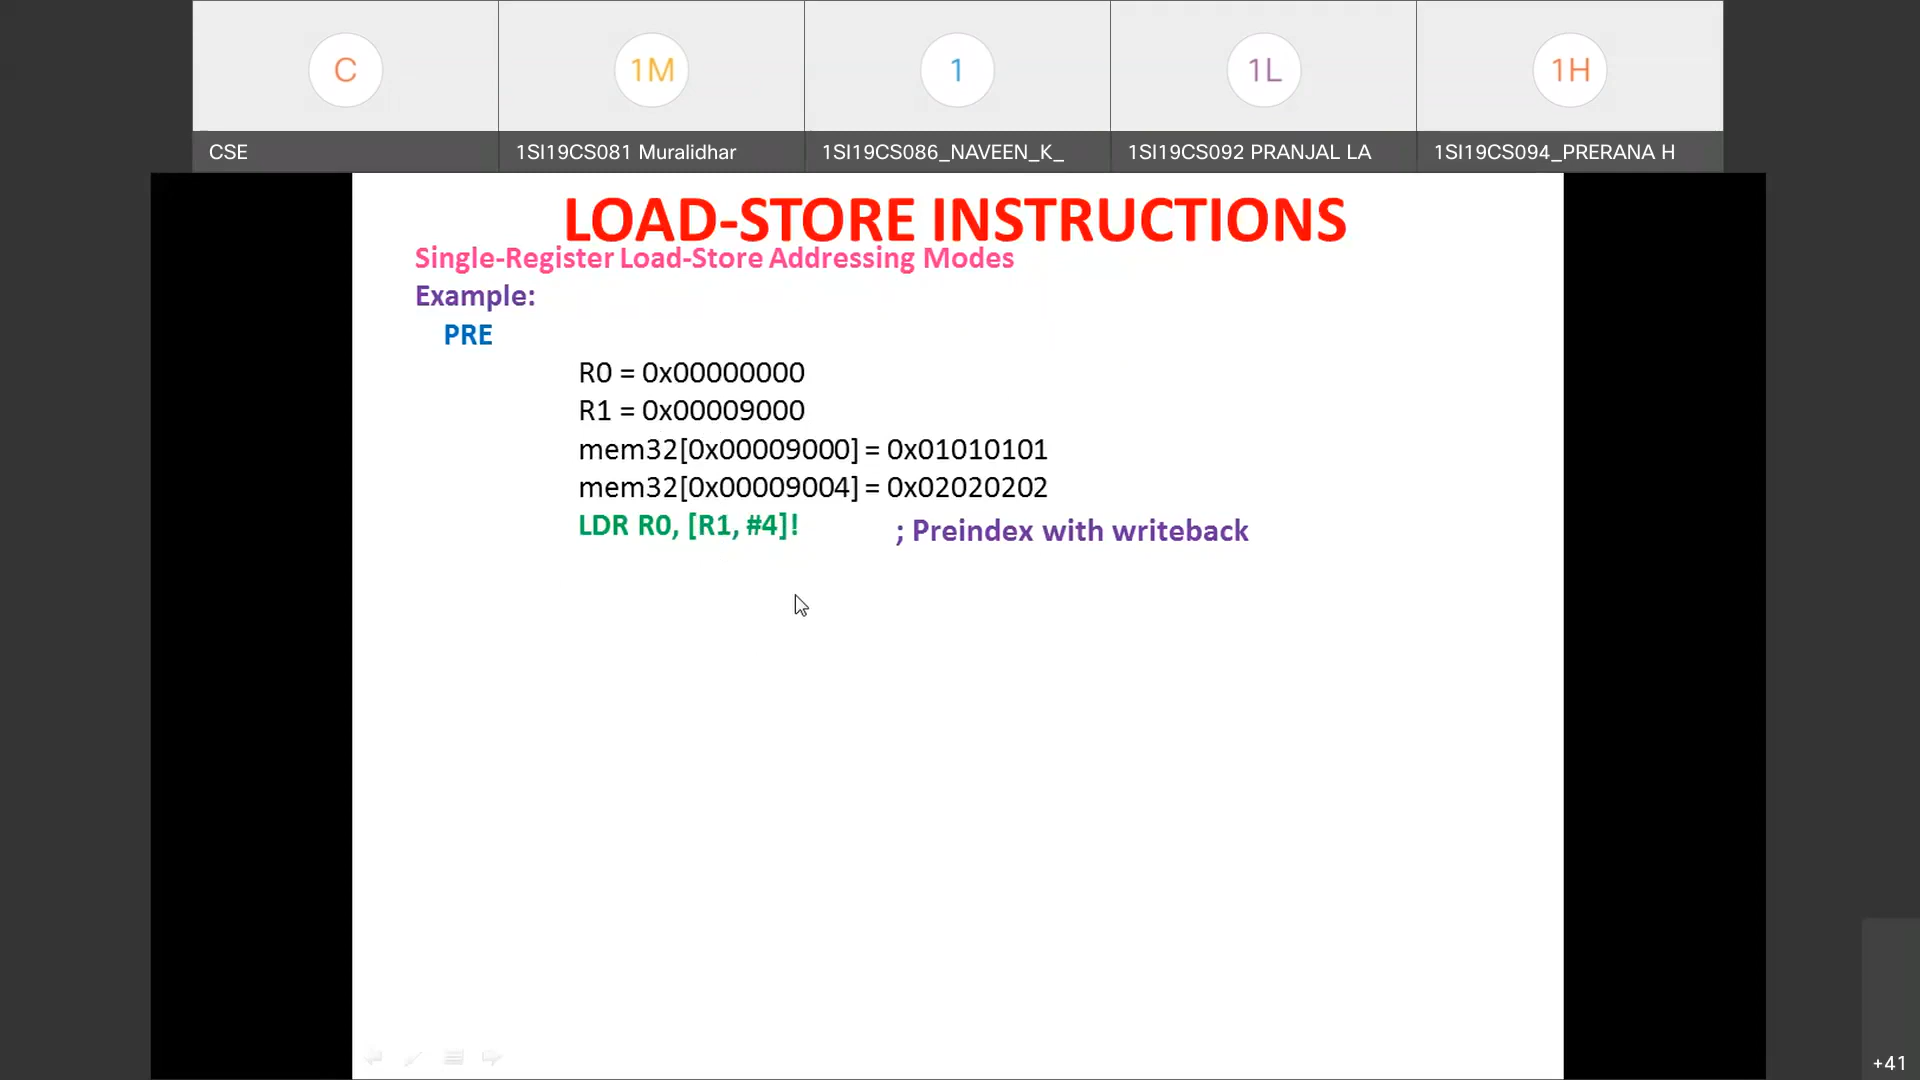 C
1M
1
1L
1H
CSE
1SI19CS081 Muralidhar
1SI19CS086_NAVEEN_K_
1SI19CS092 PRANJAL LA
1SI19CS094_PRERANA H
LOAD-STORE INSTRUCTIONS
Single-Register Load-Store Addressing Modes
Example:
PRE
R0 = 0x00000000
R1 = 0x00009000
mem32[0x00009000] = 0x01010101
mem32[0x00009004] = 0x02020202
LDR R0, [R1, #4]! ; Preindex with writeback
+41